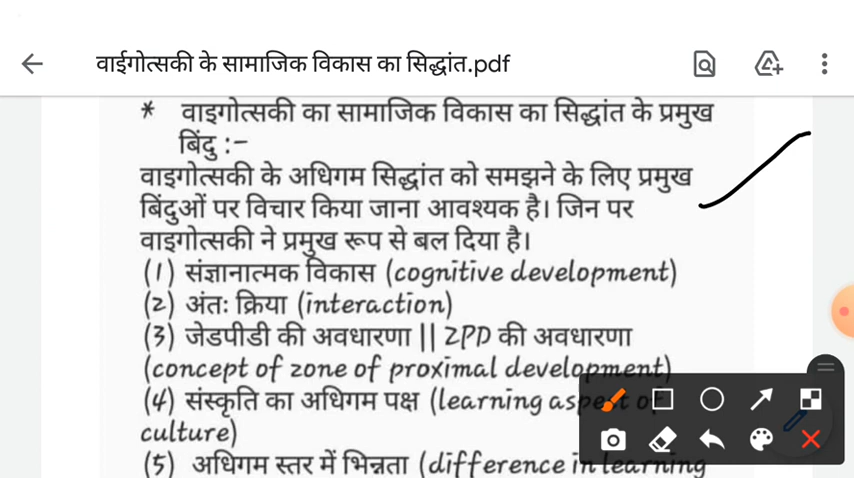 वाईगोत्सकी के सामाजिक विकास का सिद्धांत.pdf
* वाइगोत्सकी का सामाजिक विकास का सिद्धांत के प्रमुख
बिंदु :-
वाइगोत्सकी के अधिगम सिद्धांत को समझने के लिए प्रमुख
बिंदुओं पर विचार किया जाना आवश्यक है। जिन पर
वाइगोत्सकी ने प्रमुख रूप से बल दिया है।
(1) संज्ञानात्मक विकास (cognitive development)
(2) अंतः क्रिया (interaction)
(3) जेडपीडी की अवधारणा || ZPD की अवधारणा
(concept of zone of proximal development)
(4) संस्कृति का अधिगम पक्ष (learning aspect of
culture)
(5) अधिगम स्तर में भिन्नता (difference in learning